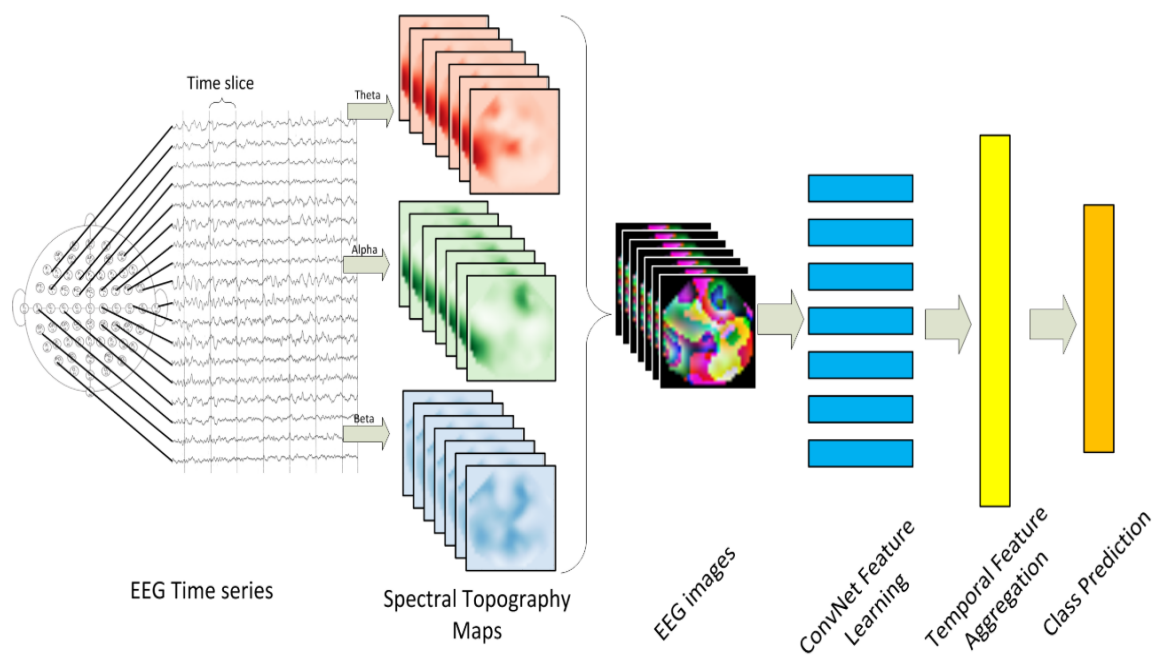 Time slice
Theta
Alpha
Beta
EEG Time series
Spectral Topography
Maps
EEG images
ConvNet Feature
Learning
Temporal Feature
Aggregation
Class Prediction